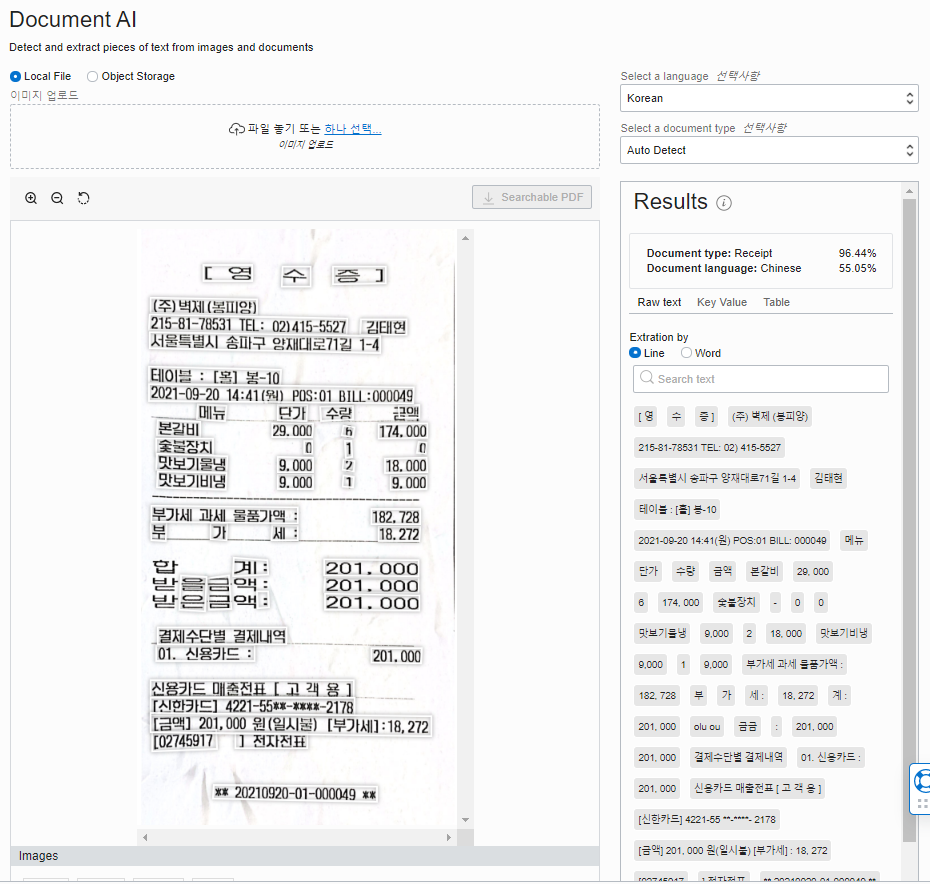 Document AI
Detect and extract pieces of text from images and documents
Local File Object Storage
이미지 업로드
파일 놓기 또는 하나 선택...
이미지 업로드
Searchable PDF
[ 영 수 증 ]
(주)벽제(봉피양)
215-81-78531 TEL: 02)415-5527 김태현
서울특별시 송파구 양재대로71길 1-4
테이블 : [홀] 봉-10
2021-09-20 14:41(월) POS:01 BILL:000049
메뉴 단가 수량 금액
본갈비 29.000 6 174.000
숯불장치 0 1 0
맛보기물냉 9.000 2 18.000
맛보기비냉 9.000 1 9.000
부가세 과세 물품가액 : 182.728
부 가 세 : 18.272
합 계: 201.000
받을금액: 201.000
받은금액: 201.000
결제수단별 결제내역
01. 신용카드 : 201.000
신용카드 매출전표 [ 고 객 용 ]
[신한카드] 4221-55**-****-2178
[금액] 201,000 원(일시불) [부가세]:18,272
[02745917 ] 전자전표
** 20210920-01-000049 **
Images
Select a language 선택사항
Korean
Select a document type 선택사항
Auto Detect
Results
Document type: Receipt 96.44%
Document language: Chinese 55.05%
Raw text Key Value Table
Extration by
Line Word
Search text
[ 영 수 증 ] (주) 벽제 (봉피양)
215-81-78531 TEL: 02) 415-5527
서울특별시 송파구 양재대로71길 1-4 김태현
테이블 : [홀] 봉-10
2021-09-20 14:41(원) POS:01 BILL: 000049 메뉴
단가 수량 금액 본갈비 29, 000
6 174, 000 숯불장치 - 0 0
맛보기물냉 9,000 2 18, 000 맛보기비냉
9,000 1 9,000 부가세 과세 물품가액 :
182, 728 부 가 세 : 18, 272 계 :
201, 000 olu ou 금금 : 201, 000
201, 000 결제수단별 결제내역 01. 신용카드 :
201, 000 신용카드 매출전표 [ 고 객 용 ]
[신한카드] 4221-55 **-****- 2178
[금액] 201, 000 원(일시불) [부가세] : 18, 272
[02745917 ] 전자전표 ** 20210920-01-000049 **